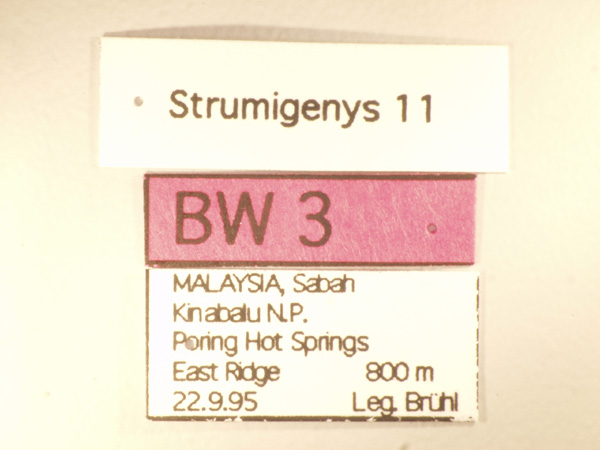 Strumigenys 11
BW 3
MALAYSIA, Sabah
Kinabalu N.P.
Poring Hot Springs
East Ridge 800 m
22.9.95 Leg. Brühl